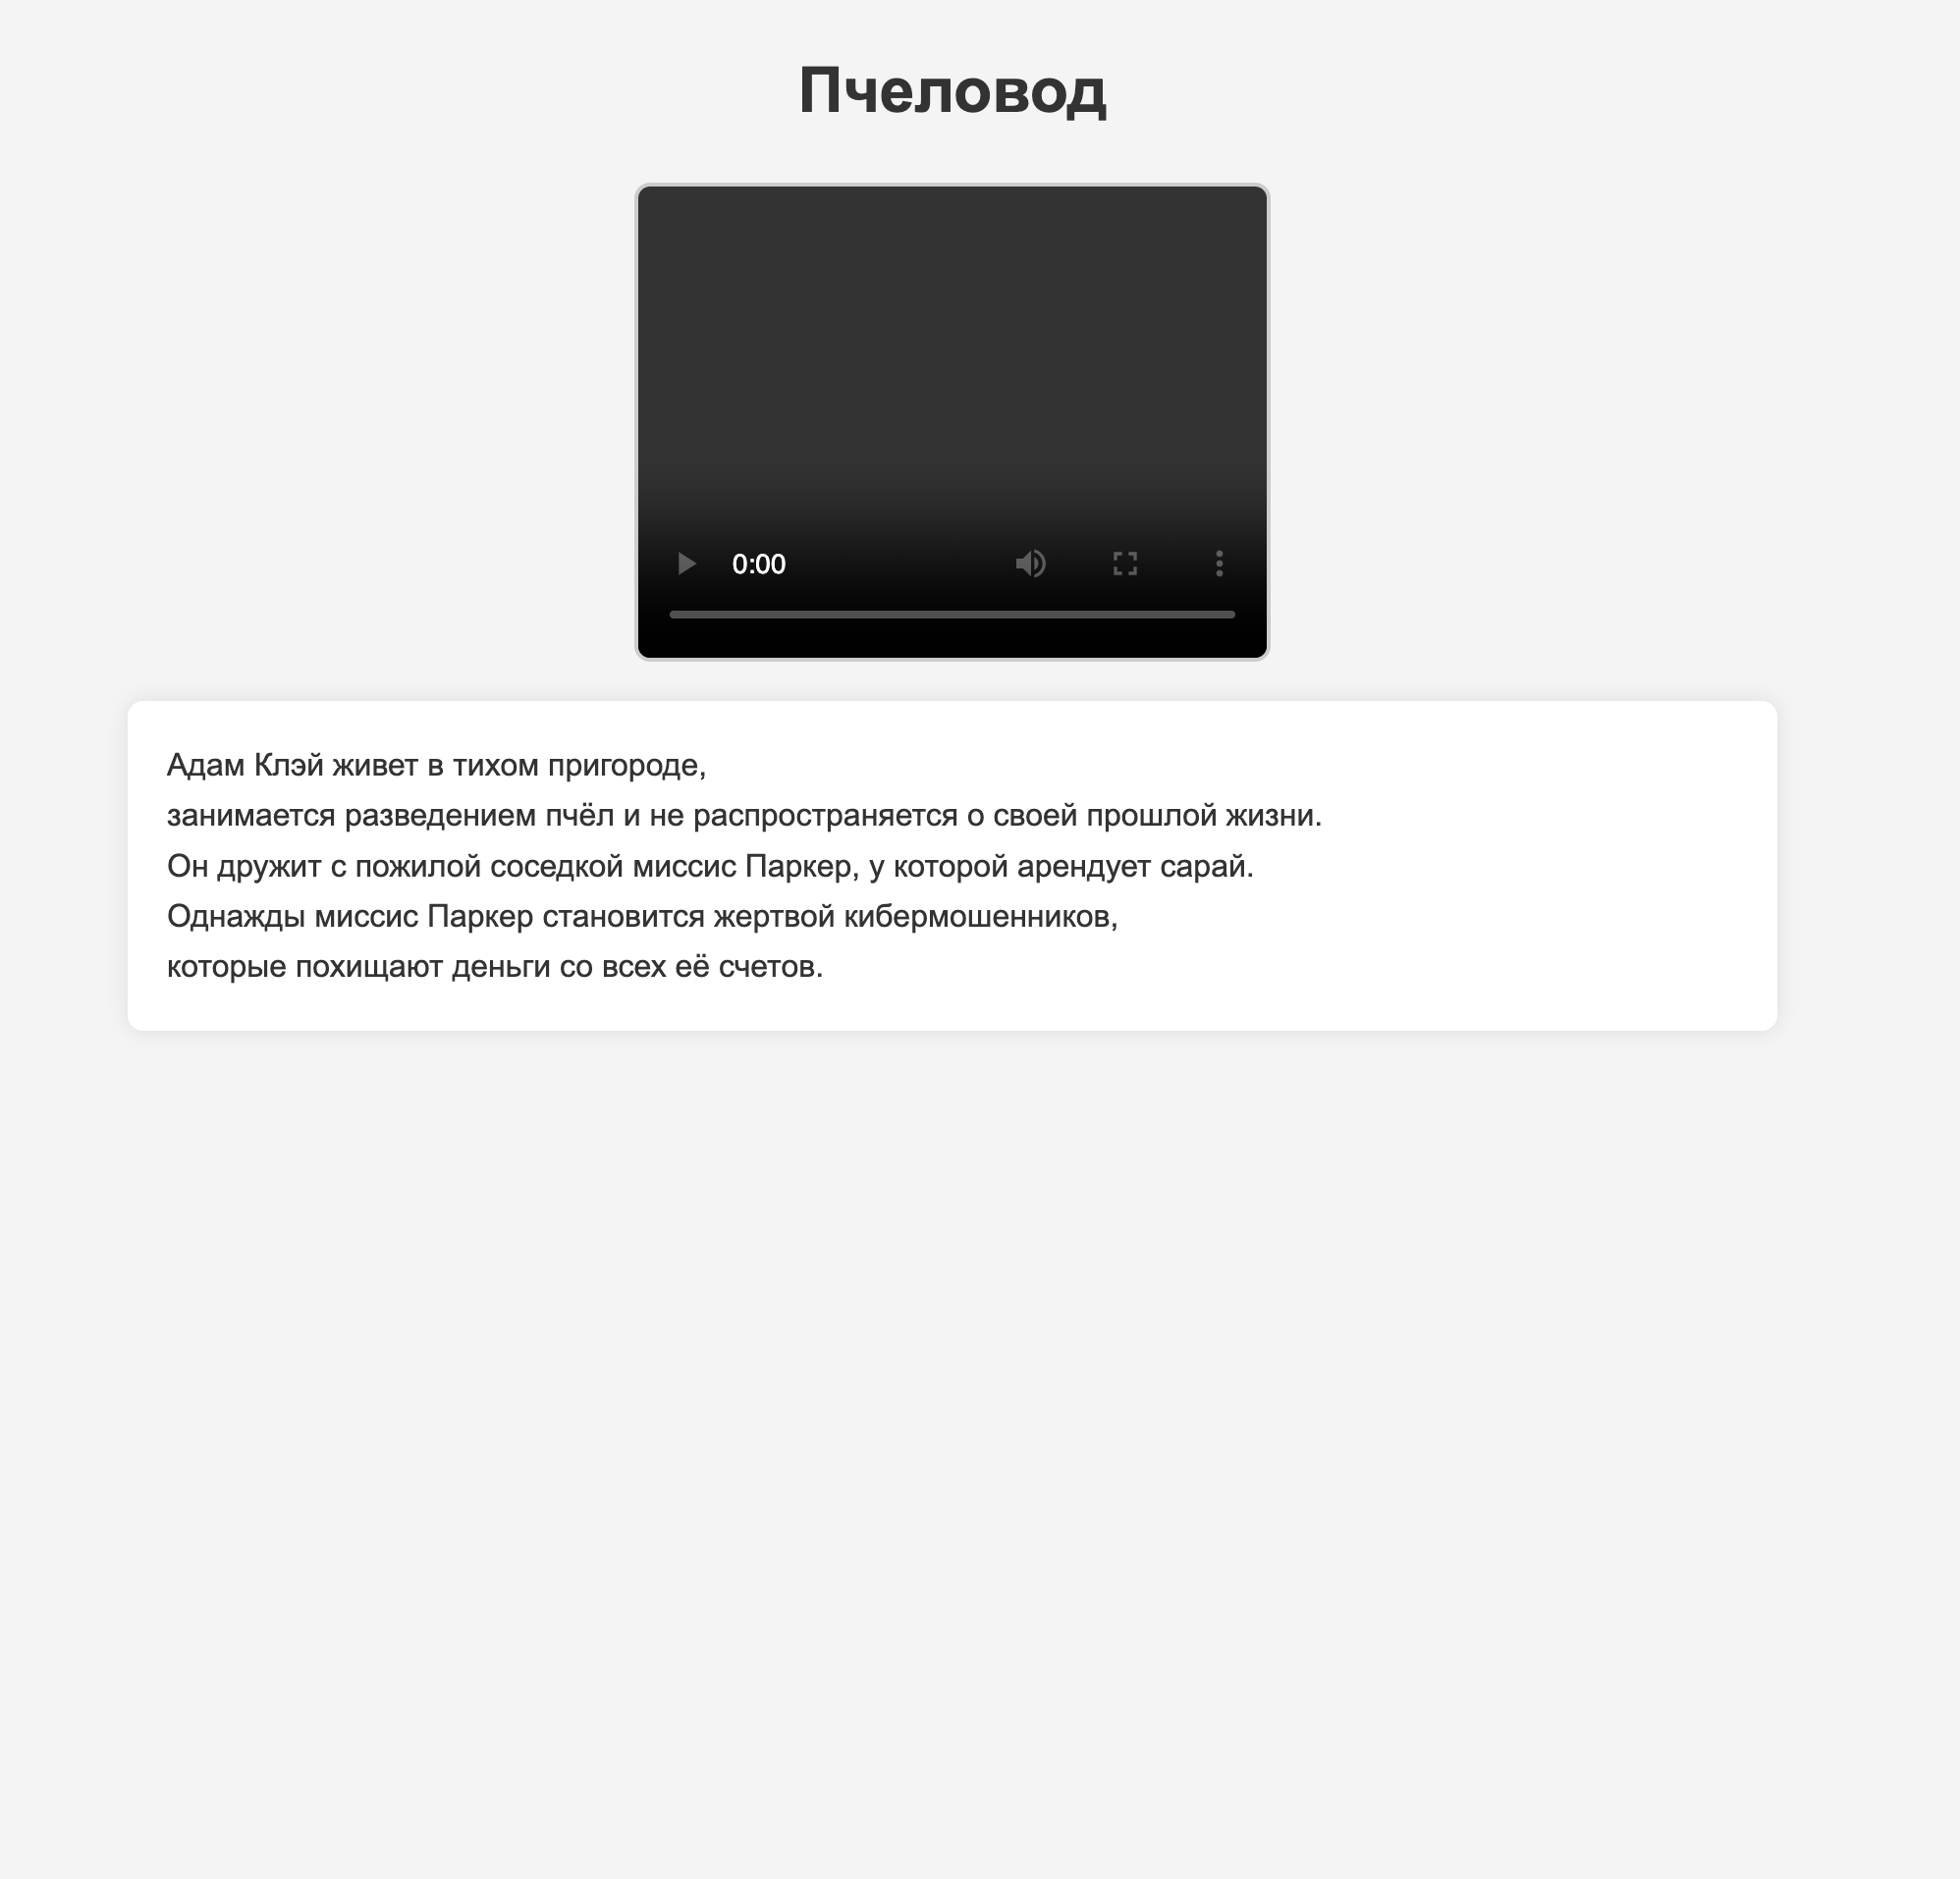 Пчеловод
0:00
Адам Клэй живет в тихом пригороде,
занимается разведением пчёл и не распространяется о своей прошлой жизни.
Он дружит с пожилой соседкой миссис Паркер, у которой арендует сарай.
Однажды миссис Паркер становится жертвой кибермошенников,
которые похищают деньги со всех её счетов.